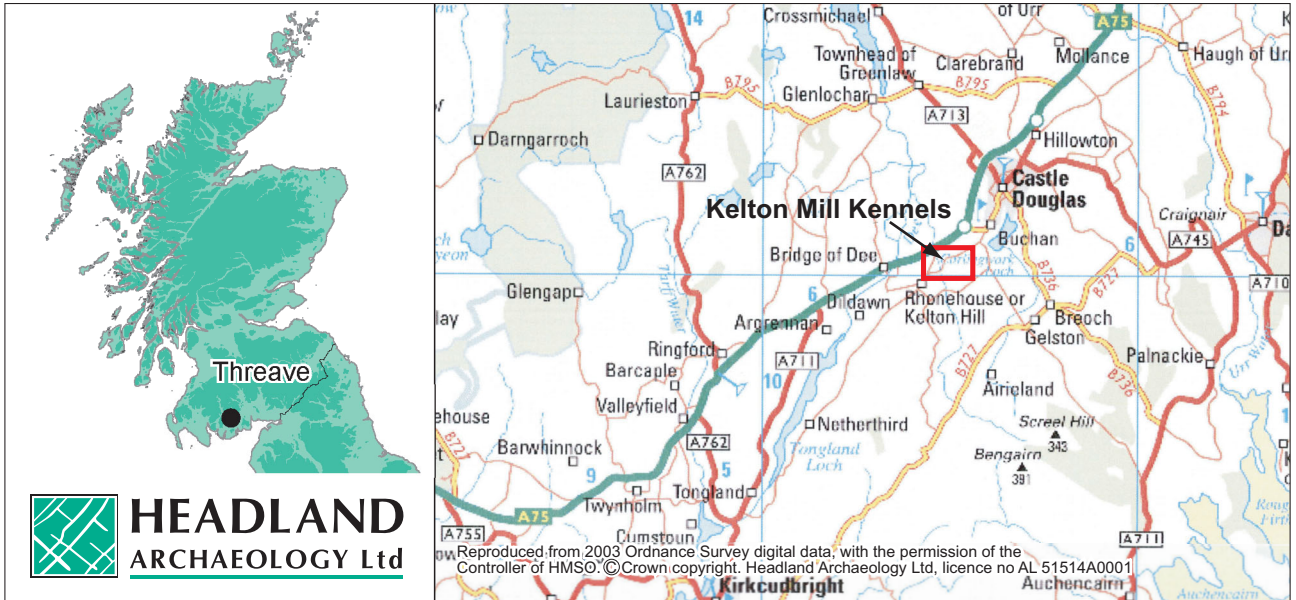 Threave
HEADLAND
ARCHAEOLOGY Ltd
14
Crossmichael
of Urr
A75
Townhead of
Greenlaw
Clarebrand
Mollance
Haugh of Ur
B795
B795
B794
Laurieston
Glenlochar
A713
Darngarroch
Hillowton
A762
Castle
Douglas
Kelton Mill Kennels
Craignair
Buchan
A745
Bridge of Dee
6
B736
B727
A710
Glengap
6
Dildawn
Rhonehouse or
Kelton Hill
Argrennan
Breoch
Gelston
Ringford
A711
B727
Palnackie
Barcaple
10
Airieland
B736
Valleyfield
Netherthird
Screel Hill
343
A762
Tongland
Loch
Bengairn
391
Barwhinnock
9
5
Twynholm
Tongland
A75
A755
Cumstoun
A711
Reproduced from 2003 Ordnance Survey digital data, with the permission of the
Controller of HMSO. © Crown copyright. Headland Archaeology Ltd, licence no AL 51514A0001
Kirkcudbright
Auchencairn
Auchencairn